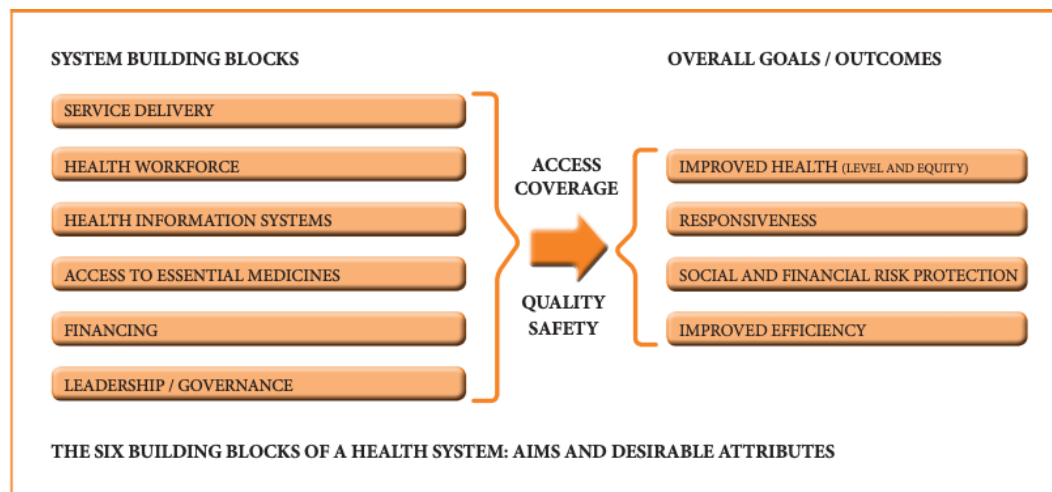 SYSTEM BUILDING BLOCKS
SERVICE DELIVERY
HEALTH WORKFORCE
HEALTH INFORMATION SYSTEMS
ACCESS TO ESSENTIAL MEDICINES
FINANCING
LEADERSHIP / GOVERNANCE
ACCESS
COVERAGE
QUALITY
SAFETY
OVERALL GOALS / OUTCOMES
IMPROVED HEALTH (LEVEL AND EQUITY)
RESPONSIVENESS
SOCIAL AND FINANCIAL RISK PROTECTION
IMPROVED EFFICIENCY
THE SIX BUILDING BLOCKS OF A HEALTH SYSTEM: AIMS AND DESIRABLE ATTRIBUTES